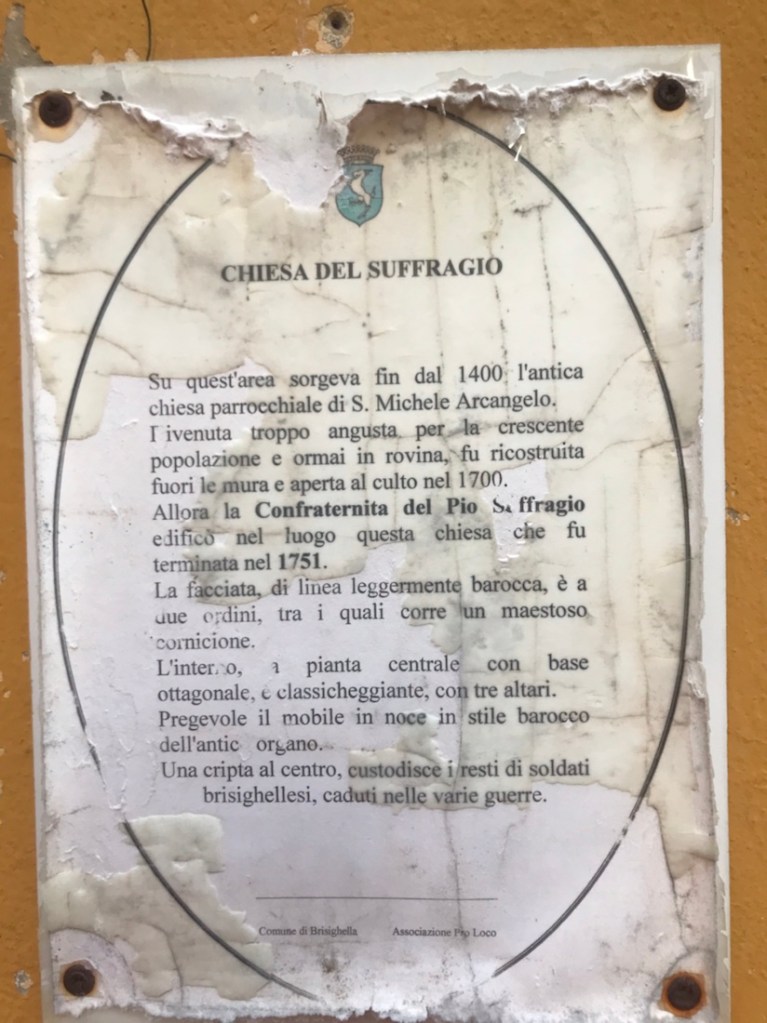 CHIESA DEL SUFFRAGIO
Su quest'area sorgeva fin dal 1400 l'antica
chiesa parrocchiale di S. Michele Arcangelo.
ivenuta troppo angusta per la crescente
popolazione e ormai in rovina, fu ricostruita
fuori le mura e aperta al culto nel 1700.
Allora la Confraternita del Pio Suffragio
edificò nel luogo questa chiesa che fu
terminata nel 1751.
La facciata, di linea leggermente barocca, è a
due ordini, tra i quali corre un maestoso
cornicione.
L'interno, a pianta centrale con base
ottagonale, è classicheggiante, con tre altari.
Pregevole il mobile in noce in stile barocco
dell'antic organo.
Una cripta al centro, custodisce i resti di soldati
brisighellesi, caduti nelle varie guerre.
Comune di Brisighella Associazione Pro Loco